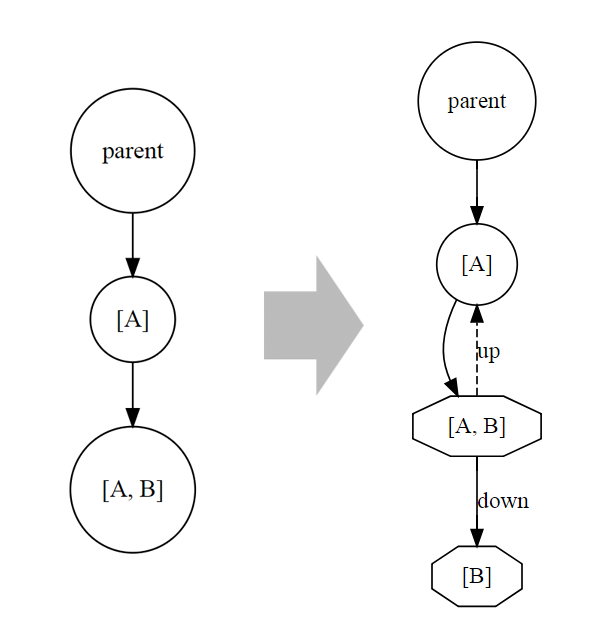 parent
[A]
[A, B]
parent
[A]
up
[A, B]
down
[B]